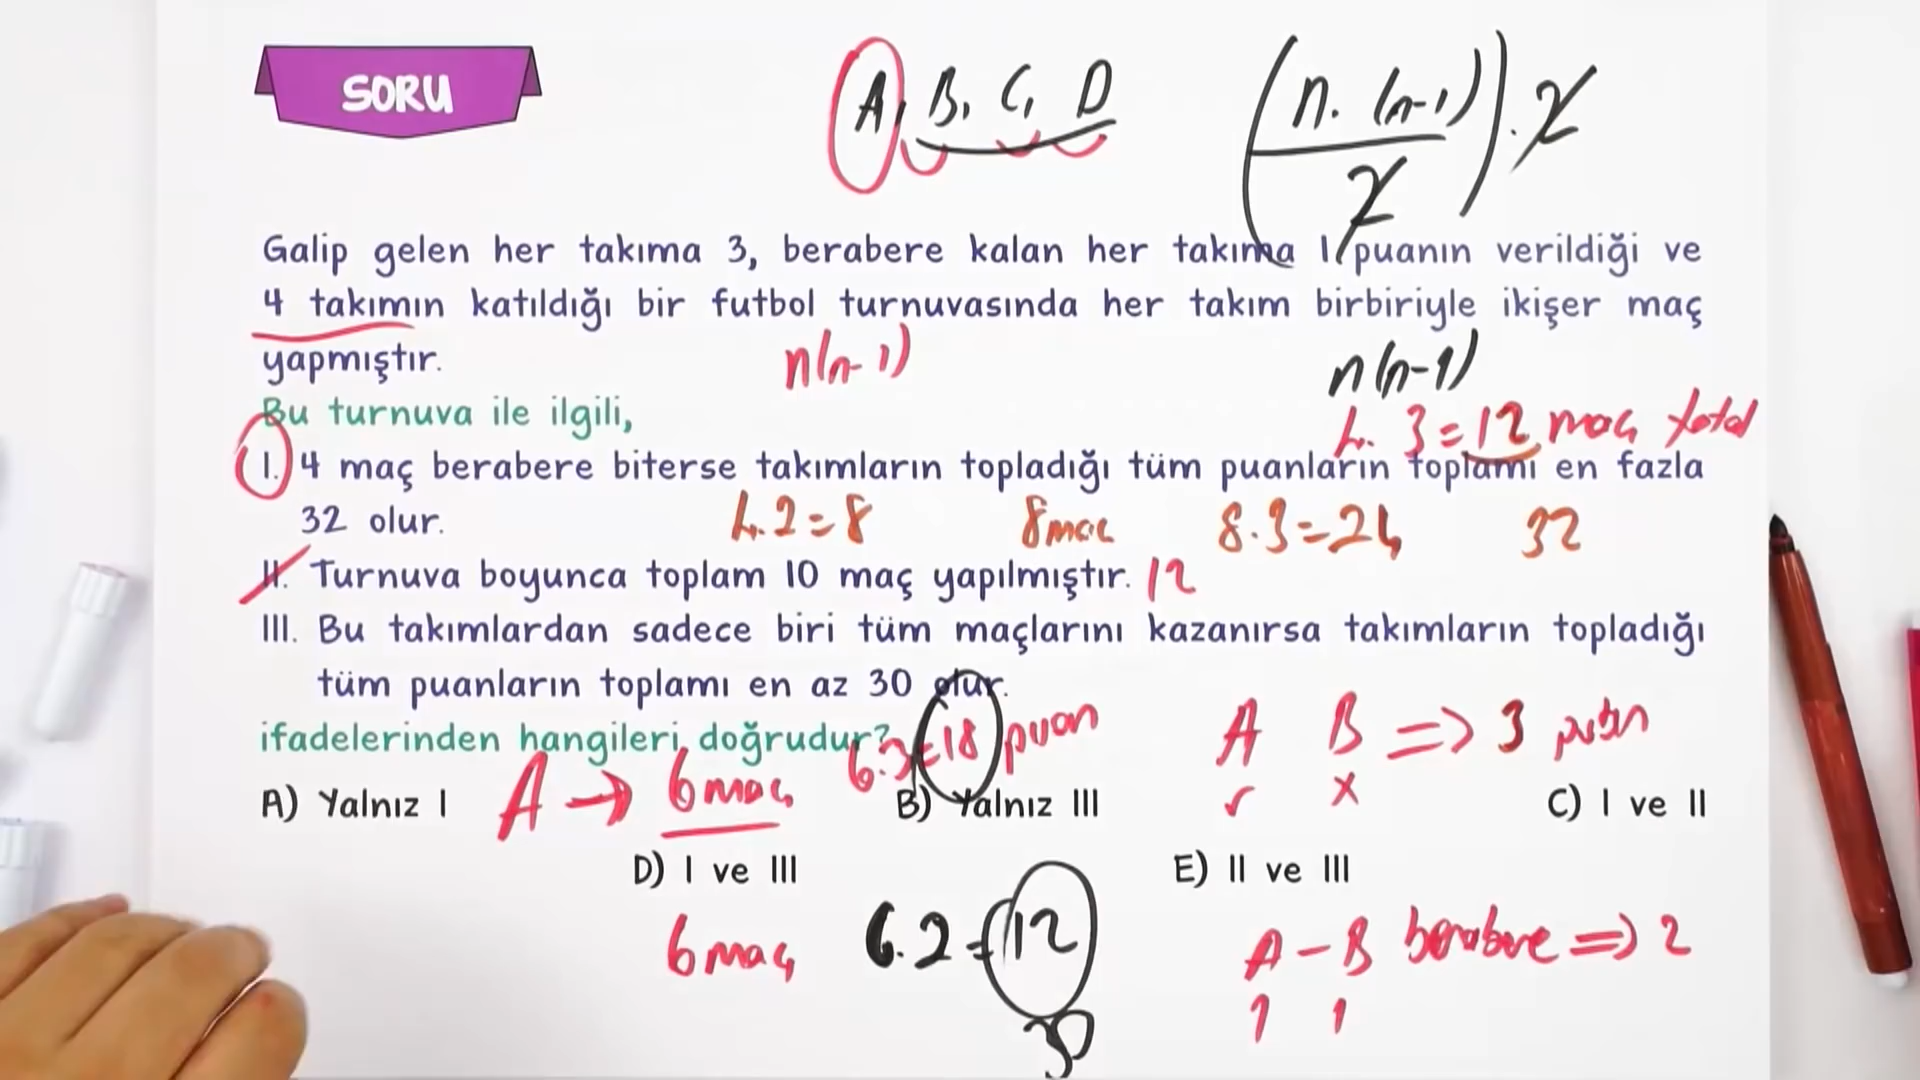 SORU
A, B, C, D
(n. (n-1) / 2) . 2
Galip gelen her takıma 3, berabere kalan her takıma 1 puanın verildiği ve
4 takımın katıldığı bir futbol turnuvasında her takım birbiriyle ikişer maç
yapmıştır.
n(n-1)
n(n-1)
Bu turnuva ile ilgili,
4. 3=12 maç total
I. 4 maç berabere biterse takımların topladığı tüm puanların toplamı en fazla
32 olur.
4.2=8 8maç 8.3=24 32
II. Turnuva boyunca toplam 10 maç yapılmıştır. 12
III. Bu takımlardan sadece biri tüm maçlarını kazanırsa takımların topladığı
tüm puanların toplamı en az 30 olur.
ifadelerinden hangileri doğrudur?
6.3=18 puan
A B => 3 puan
✓ x
A → 6maç
A) Yalnız I
B) Yalnız III
C) I ve II
D) I ve III
E) II ve III
6maç 6.2=12
30
A - B berabere => 2
1 1